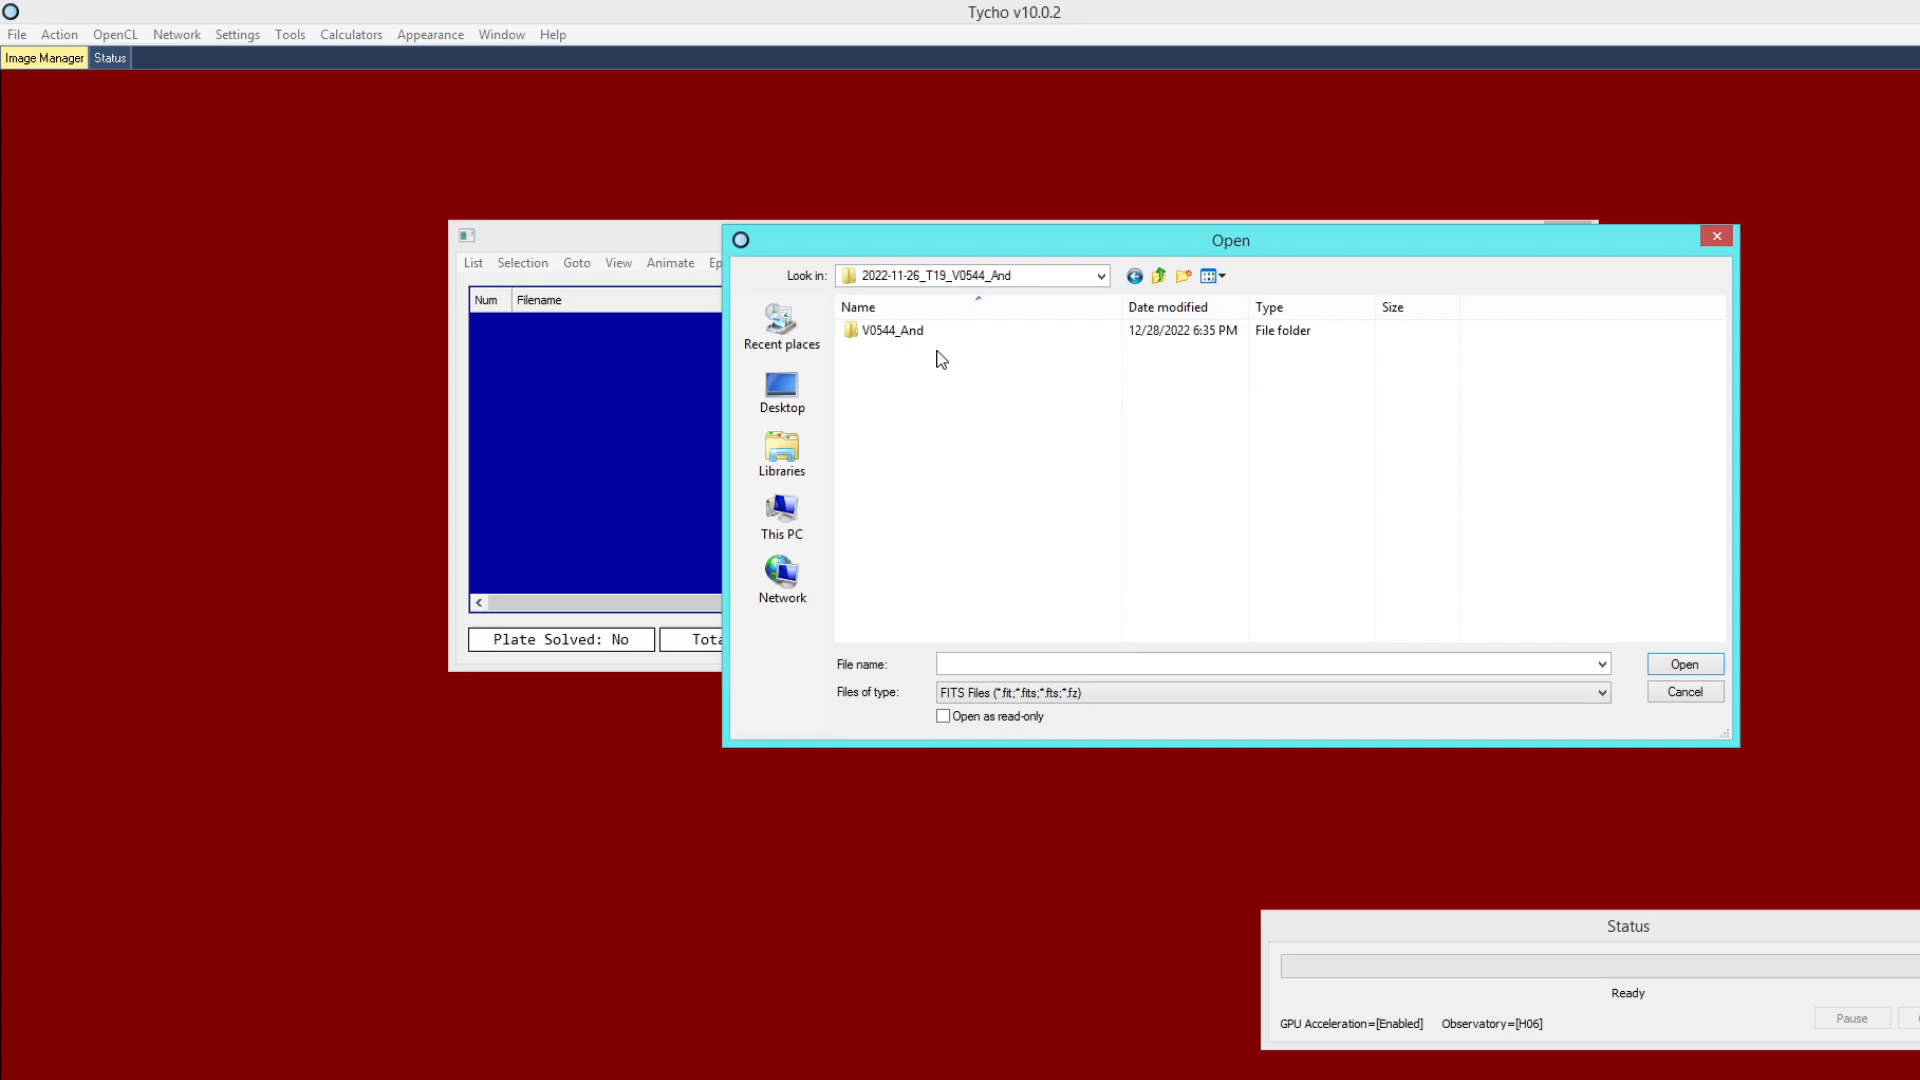 Tycho v10.0.2
File Action OpenCL Network Settings Tools Calculators Appearance Window Help
Image Manager Status
Open
List Selection Goto View Animate Ep
Look in: 2022-11-26_T19_V0544_And
Num Filename
Name Date modified Type Size
V0544_And 12/28/2022 6:35 PM File folder
Recent places
Desktop
Libraries
This PC
Network
Plate Solved: No Tota
File name: Open
Files of type: FITS Files (*.fit;*.fits;*.fts;*.fz) Cancel
Open as read-only
Status
Ready
Pause
GPU Acceleration=[Enabled] Observatory=[H06]